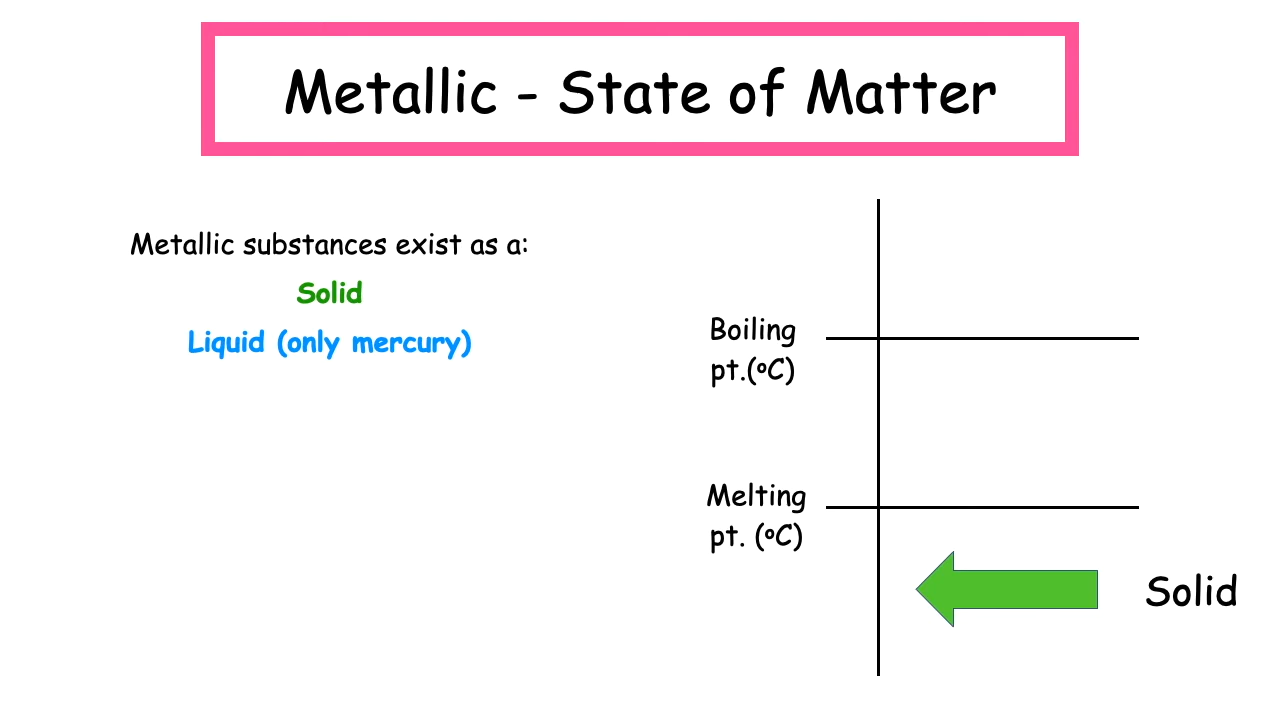 Metallic - State of Matter
Metallic substances exist as a:
Solid
Liquid (only mercury)
Boiling
pt.(oC)
Melting
pt. (oC)
Solid